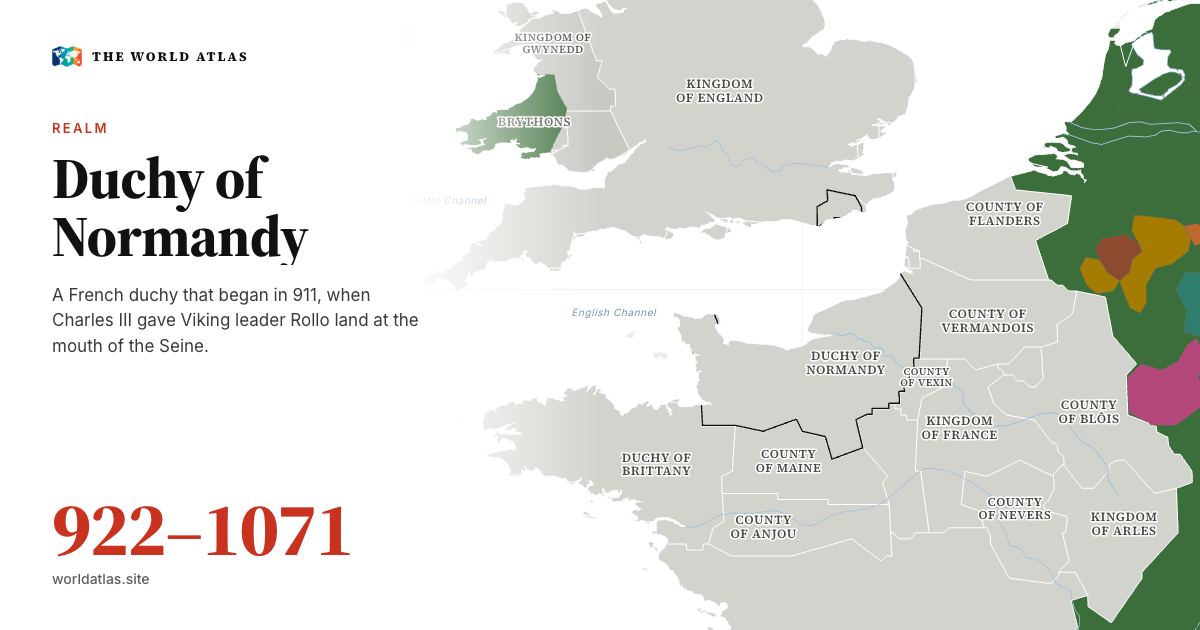 THE WORLD ATLAS
REALM
Duchy of
Normandy
A French duchy that began in 911, when
Charles III gave Viking leader Rollo land at the
mouth of the Seine.
922–1071
worldatlas.site
KINGDOM OF
GWYNEDD
KINGDOM
OF ENGLAND
BRYTHONS
Channel
English Channel
COUNTY OF
FLANDERS
COUNTY OF
VERMANDOIS
DUCHY OF
NORMANDY
COUNTY
OF VEXIN
COUNTY
OF BLÔIS
KINGDOM
OF FRANCE
DUCHY OF
BRITTANY
COUNTY
OF MAINE
COUNTY
OF ANJOU
COUNTY
OF NEVERS
KINGDOM
OF ARLES